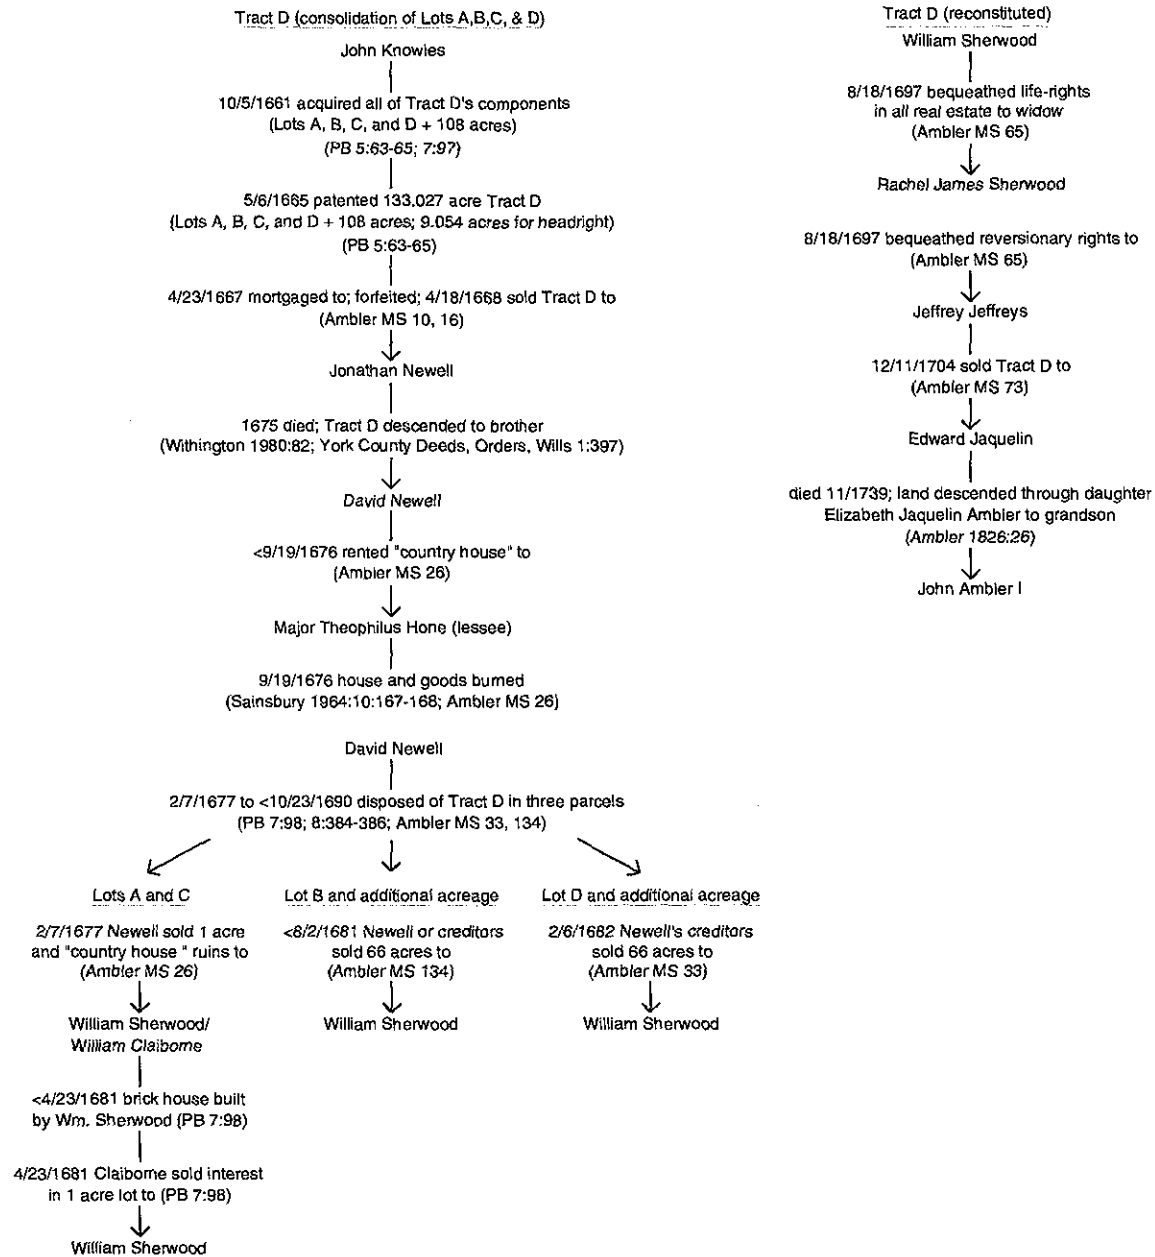 Tract D (consolidation of Lots A,B,C, & D)
John Knowles
10/5/1661 acquired all of Tract D's components
(Lots A, B, C, and D + 108 acres)
(PB 5:63-65; 7:97)
5/6/1665 patented 133.027 acre Tract D
(Lots A, B, C, and D + 108 acres; 9.054 acres for headright)
(PB 5:63-65)
4/23/1667 mortgaged to; forfeited; 4/18/1668 sold Tract D to
(Ambler MS 10, 16)
Jonathan Newell
1675 died; Tract D descended to brother
(Withington 1980:82; York County Deeds, Orders, Wills 1:397)
David Newell
<9/19/1676 rented "country house" to
(Ambler MS 26)
Major Theophilus Hone (lessee)
9/19/1676 house and goods burned
(Sainsbury 1964:10:167-168; Ambler MS 26)
David Newell
2/7/1677 to <10/23/1690 disposed of Tract D in three parcels
(PB 7:98; 8:384-386; Ambler MS 33, 134)
Lots A and C
2/7/1677 Newell sold 1 acre
and "country house " ruins to
(Ambler MS 26)
William Sherwood/
William Claiborne
<4/23/1681 brick house built
by Wm. Sherwood (PB 7:98)
4/23/1681 Claiborne sold interest
in 1 acre lot to (PB 7:98)
William Sherwood
Lot B and additional acreage
<8/2/1681 Newell or creditors
sold 66 acres to
(Ambler MS 134)
William Sherwood
Lot D and additional acreage
2/6/1682 Newell's creditors
sold 66 acres to
(Ambler MS 33)
William Sherwood
Tract D (reconstituted)
William Sherwood
8/18/1697 bequeathed life-rights
in all real estate to widow
(Ambler MS 65)
Rachel James Sherwood
8/18/1697 bequeathed reversionary rights to
(Ambler MS 65)
Jeffrey Jeffreys
12/11/1704 sold Tract D to
(Ambler MS 73)
Edward Jaquelin
died 11/1739; land descended through daughter
Elizabeth Jaquelin Ambler to grandson
(Ambler 1826:26)
John Ambler I